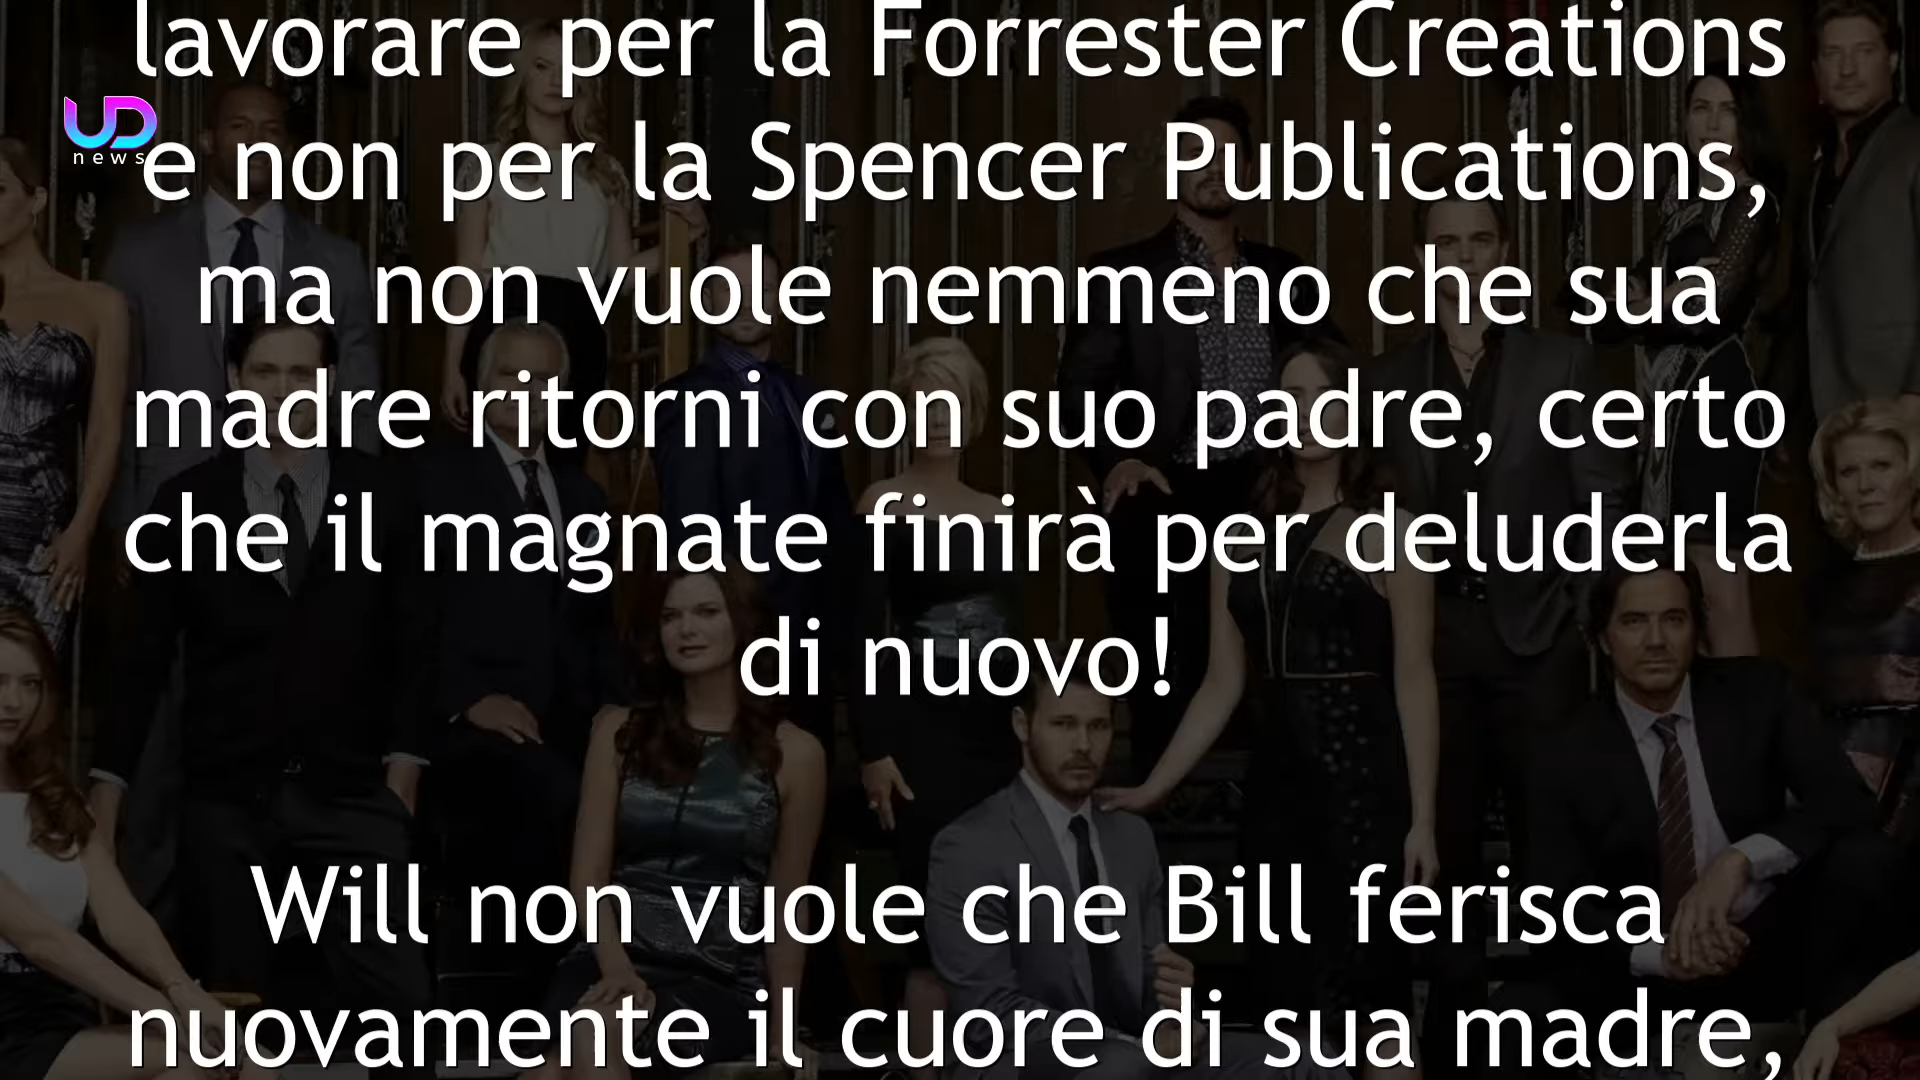 lavorare per la Forrester Creations
UD
news
e non per la Spencer Publications,
ma non vuole nemmeno che sua
madre ritorni con suo padre, certo
che il magnate finirà per deluderla
di nuovo!
Will non vuole che Bill ferisca
nuovamente il cuore di sua madre,